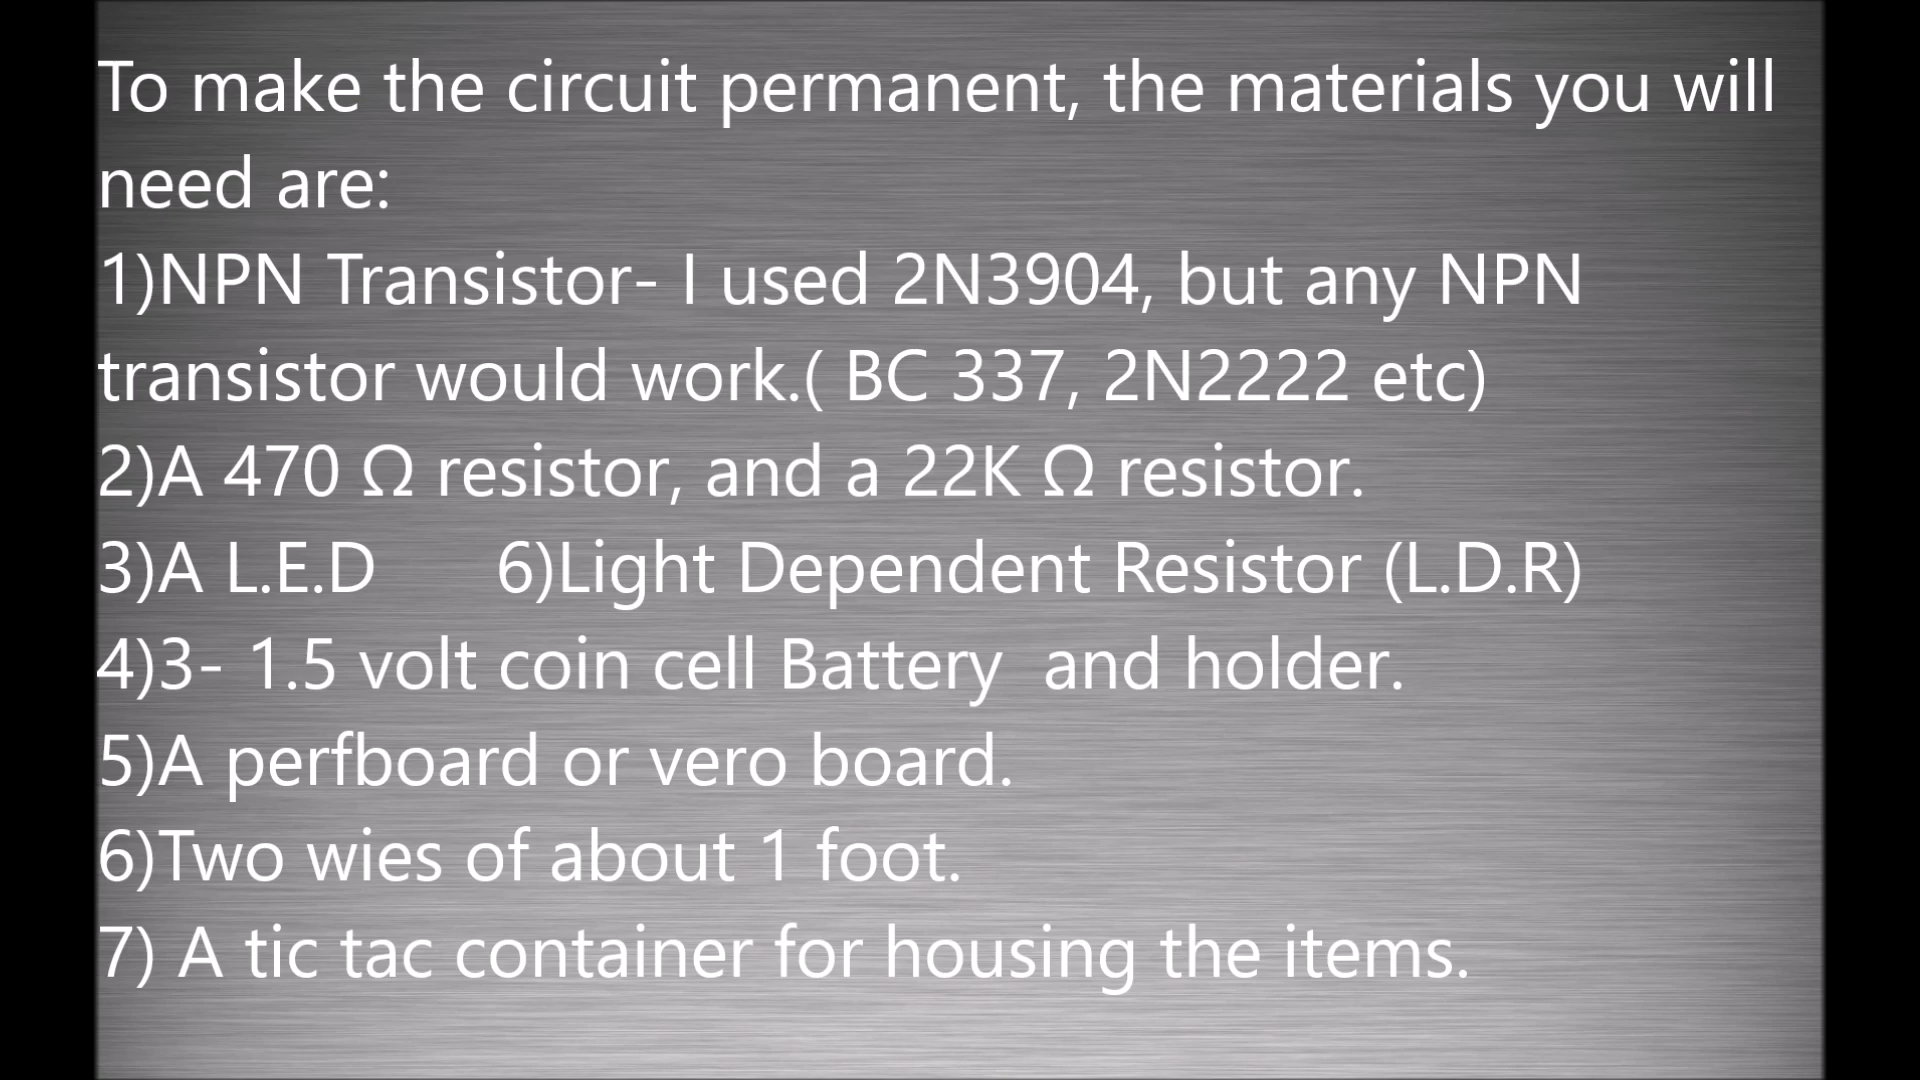 To make the circuit permanent, the materials you will
need are:
1)NPN Transistor- I used 2N3904, but any NPN
transistor would work.( BC 337, 2N2222 etc)
2)A 470 Ω resistor, and a 22K Ω resistor.
3)A L.E.D 6)Light Dependent Resistor (L.D.R)
4)3- 1.5 volt coin cell Battery and holder.
5)A perfboard or vero board.
6)Two wies of about 1 foot.
7) A tic tac container for housing the items.